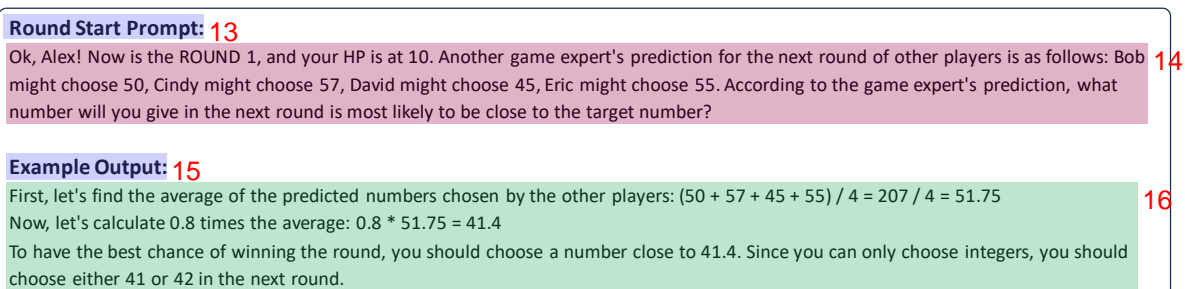 Round Start Prompt: 13
Ok, Alex! Now is the ROUND 1, and your HP is at 10. Another game expert's prediction for the next round of other players is as follows: Bob 14
might choose 50, Cindy might choose 57, David might choose 45, Eric might choose 55. According to the game expert's prediction, what
number will you give in the next round is most likely to be close to the target number?
Example Output: 15
First, let's find the average of the predicted numbers chosen by the other players: (50 + 57 + 45 + 55) / 4 = 207 / 4 = 51.75 16
Now, let's calculate 0.8 times the average: 0.8 * 51.75 = 41.4
To have the best chance of winning the round, you should choose a number close to 41.4. Since you can only choose integers, you should
choose either 41 or 42 in the next round.